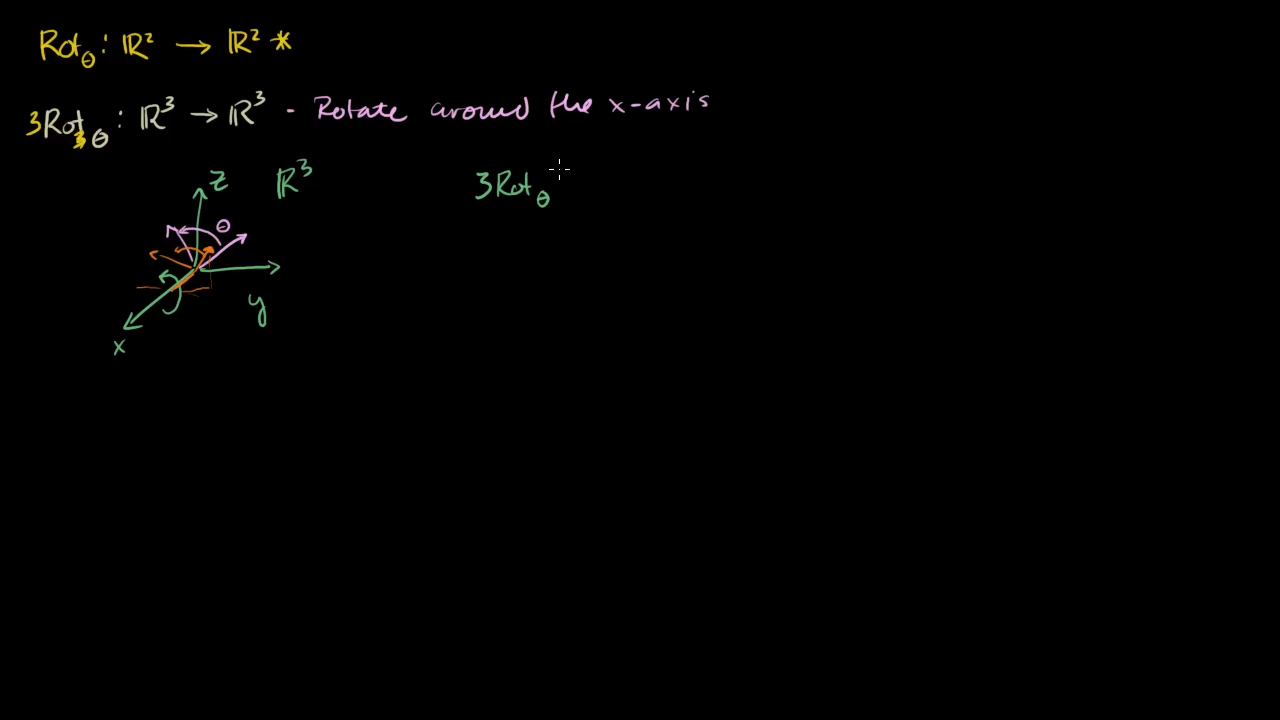 Rotθ : ℝ² → ℝ² *
3Rot3θ : ℝ³ → ℝ³ - Rotate around the x-axis
z ℝ³ 3Rotθ
θ
y
x